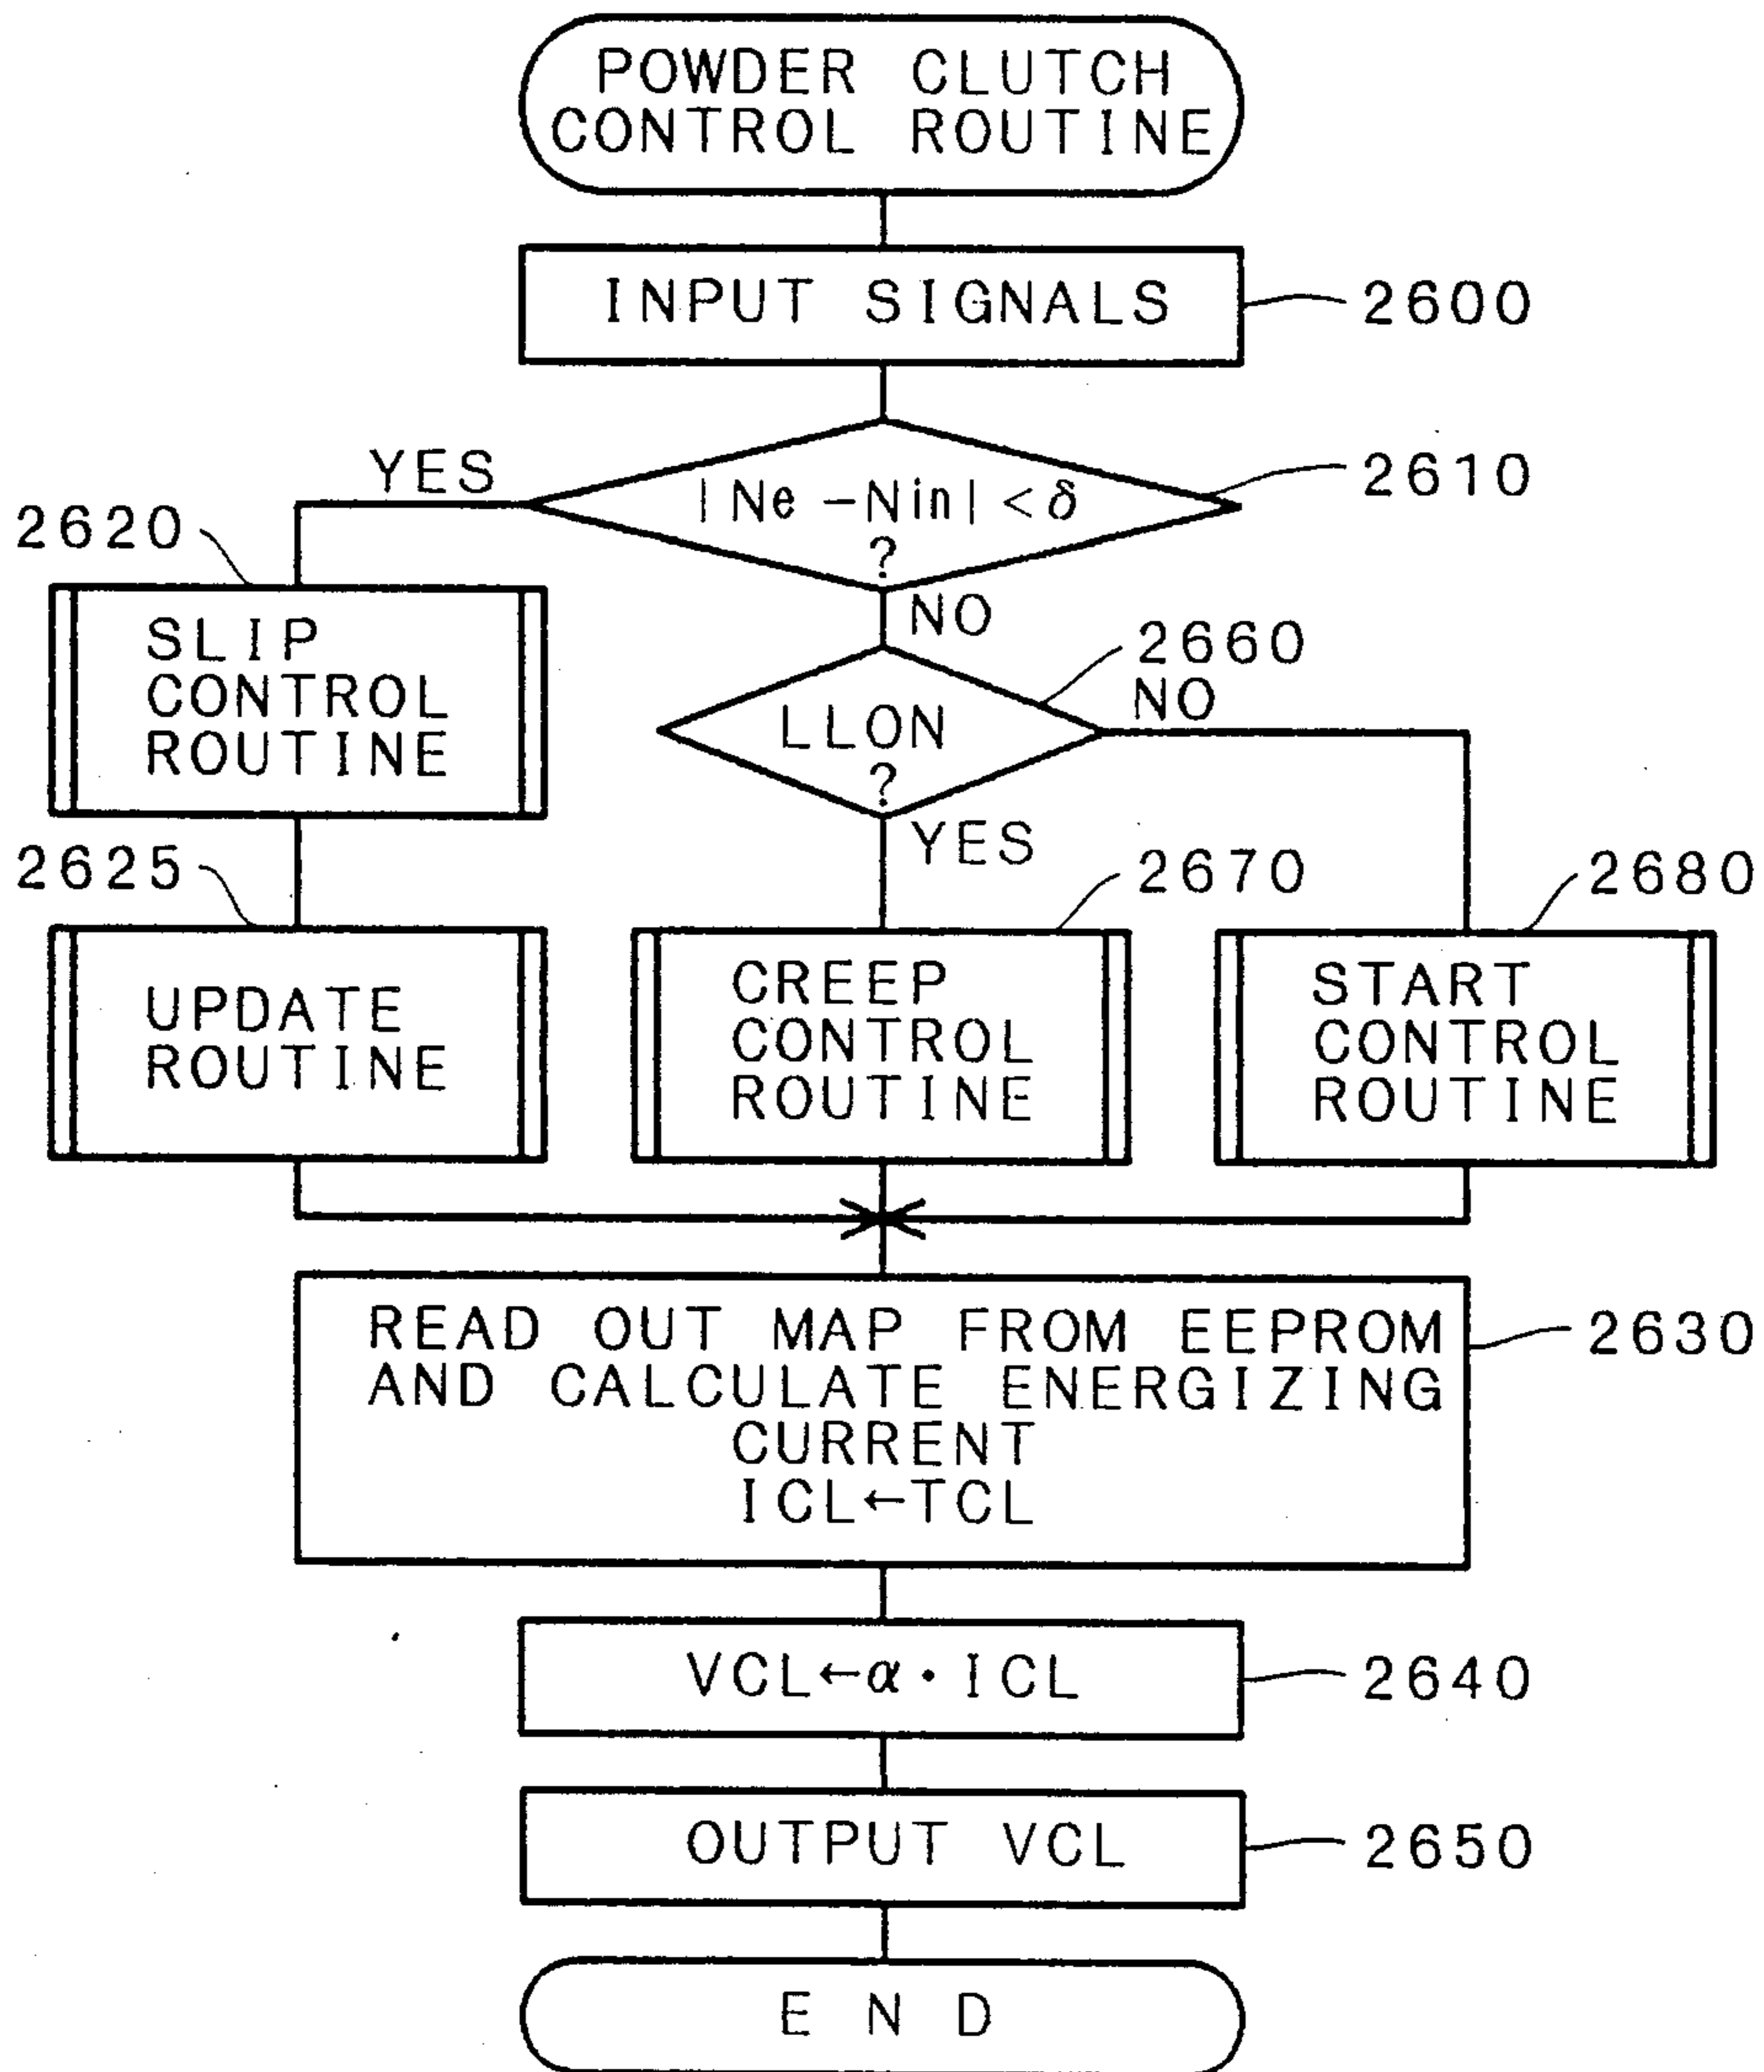 POWDER CLUTCH
CONTROL ROUTINE
INPUT SIGNALS
2600
YES
|Ne-Nin|<δ
?
2610
NO
2620
SLIP
CONTROL
ROUTINE
2660
LLON
?
NO
YES
2625
UPDATE
ROUTINE
2670
CREEP
CONTROL
ROUTINE
2680
START
CONTROL
ROUTINE
READ OUT MAP FROM EEPROM
AND CALCULATE ENERGIZING
CURRENT
ICL←TCL
2630
VCL←α・ICL
2640
OUTPUT VCL
2650
END